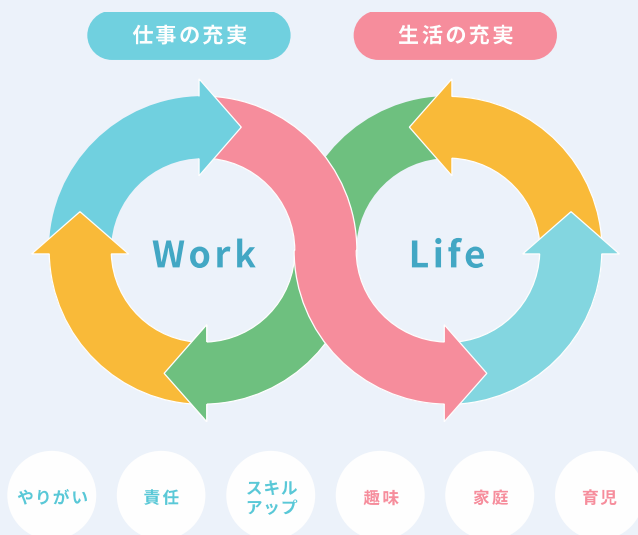 仕事の充実
生活の充実
Work
Life
やりがい
責任
スキル
アップ
趣味
家庭
育児